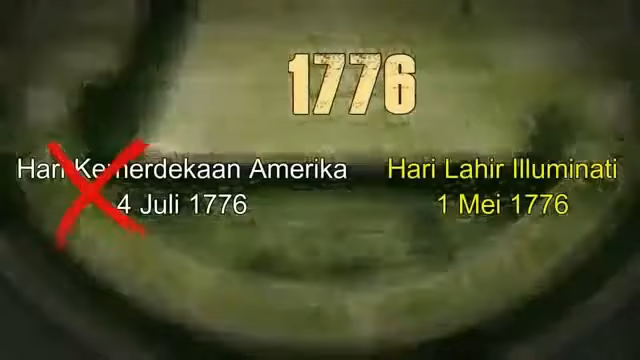 1776
Hari Kemerdekaan Amerika
4 Juli 1776
Hari Lahir Illuminati
1 Mei 1776